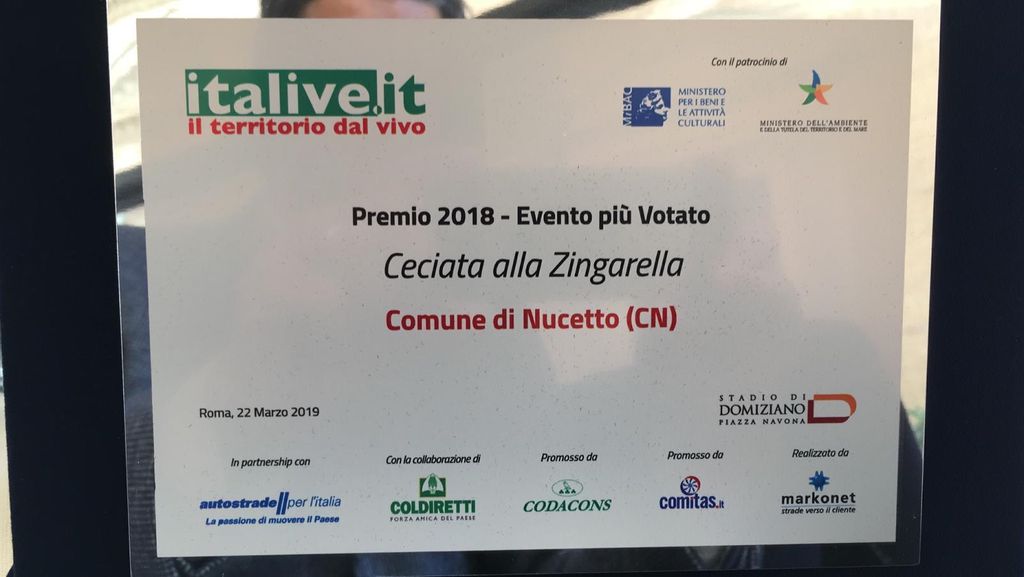 italive.it
il territorio dal vivo
Con il patrocinio di
MiBAC
MINISTERO
PER I BENI E
LE ATTIVITÀ
CULTURALI
MINISTERO DELL'AMBIENTE
E DELLA TUTELA DEL TERRITORIO E DEL MARE
Premio 2018 - Evento più Votato
Ceciata alla Zingarella
Comune di Nucetto (CN)
Roma, 22 Marzo 2019
STADIO DI
DOMIZIANO
PIAZZA NAVONA
In partnership con
autostrade//per l'italia
La passione di muovere il Paese
Con la collaborazione di
COLDIRETTI
FORZA AMICA DEL PAESE
Promosso da
CODACONS
Promosso da
comitas.it
Realizzato da
markonet
strade verso il cliente